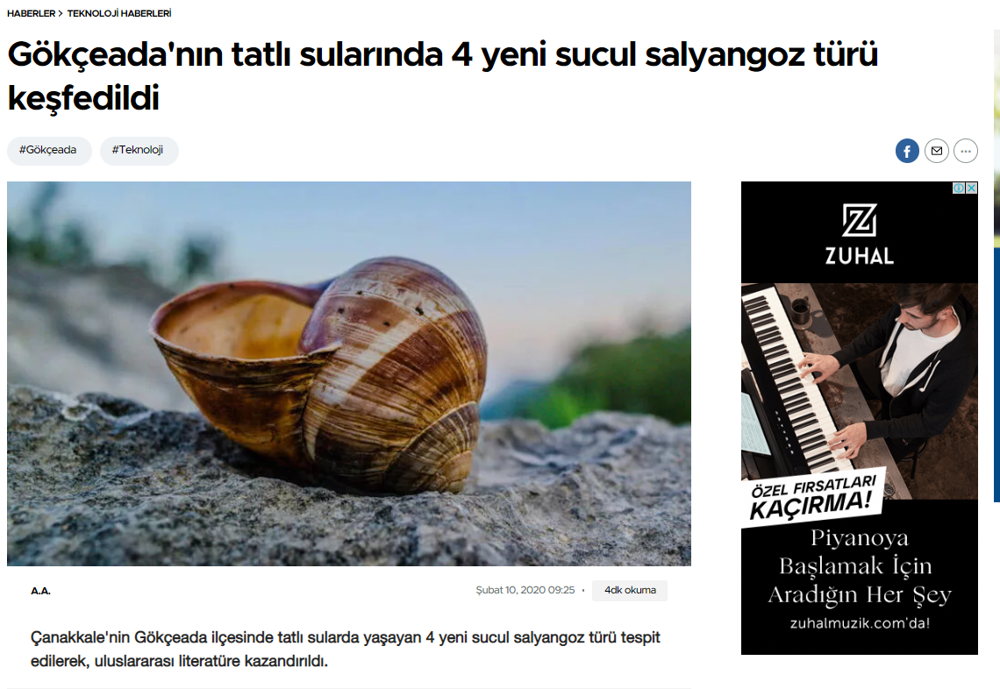 HABERLER > TEKNOLOJİ HABERLERİ
Gökçeada'nın tatlı sularında 4 yeni sucul salyangoz türü
keşfedildi
#Gökçeada #Teknoloji
ZUHAL
ÖZEL FIRSATLARI
KAÇIRMA!
Piyanoya
Başlamak İçin
Aradığın Her Şey
zuhalmuzik.com'da!
A.A. Şubat 10, 2020 09:25 • 4dk okuma
Çanakkale'nin Gökçeada ilçesinde tatlı sularda yaşayan 4 yeni sucul salyangoz türü tespit
edilerek, uluslararası literatüre kazandırıldı.